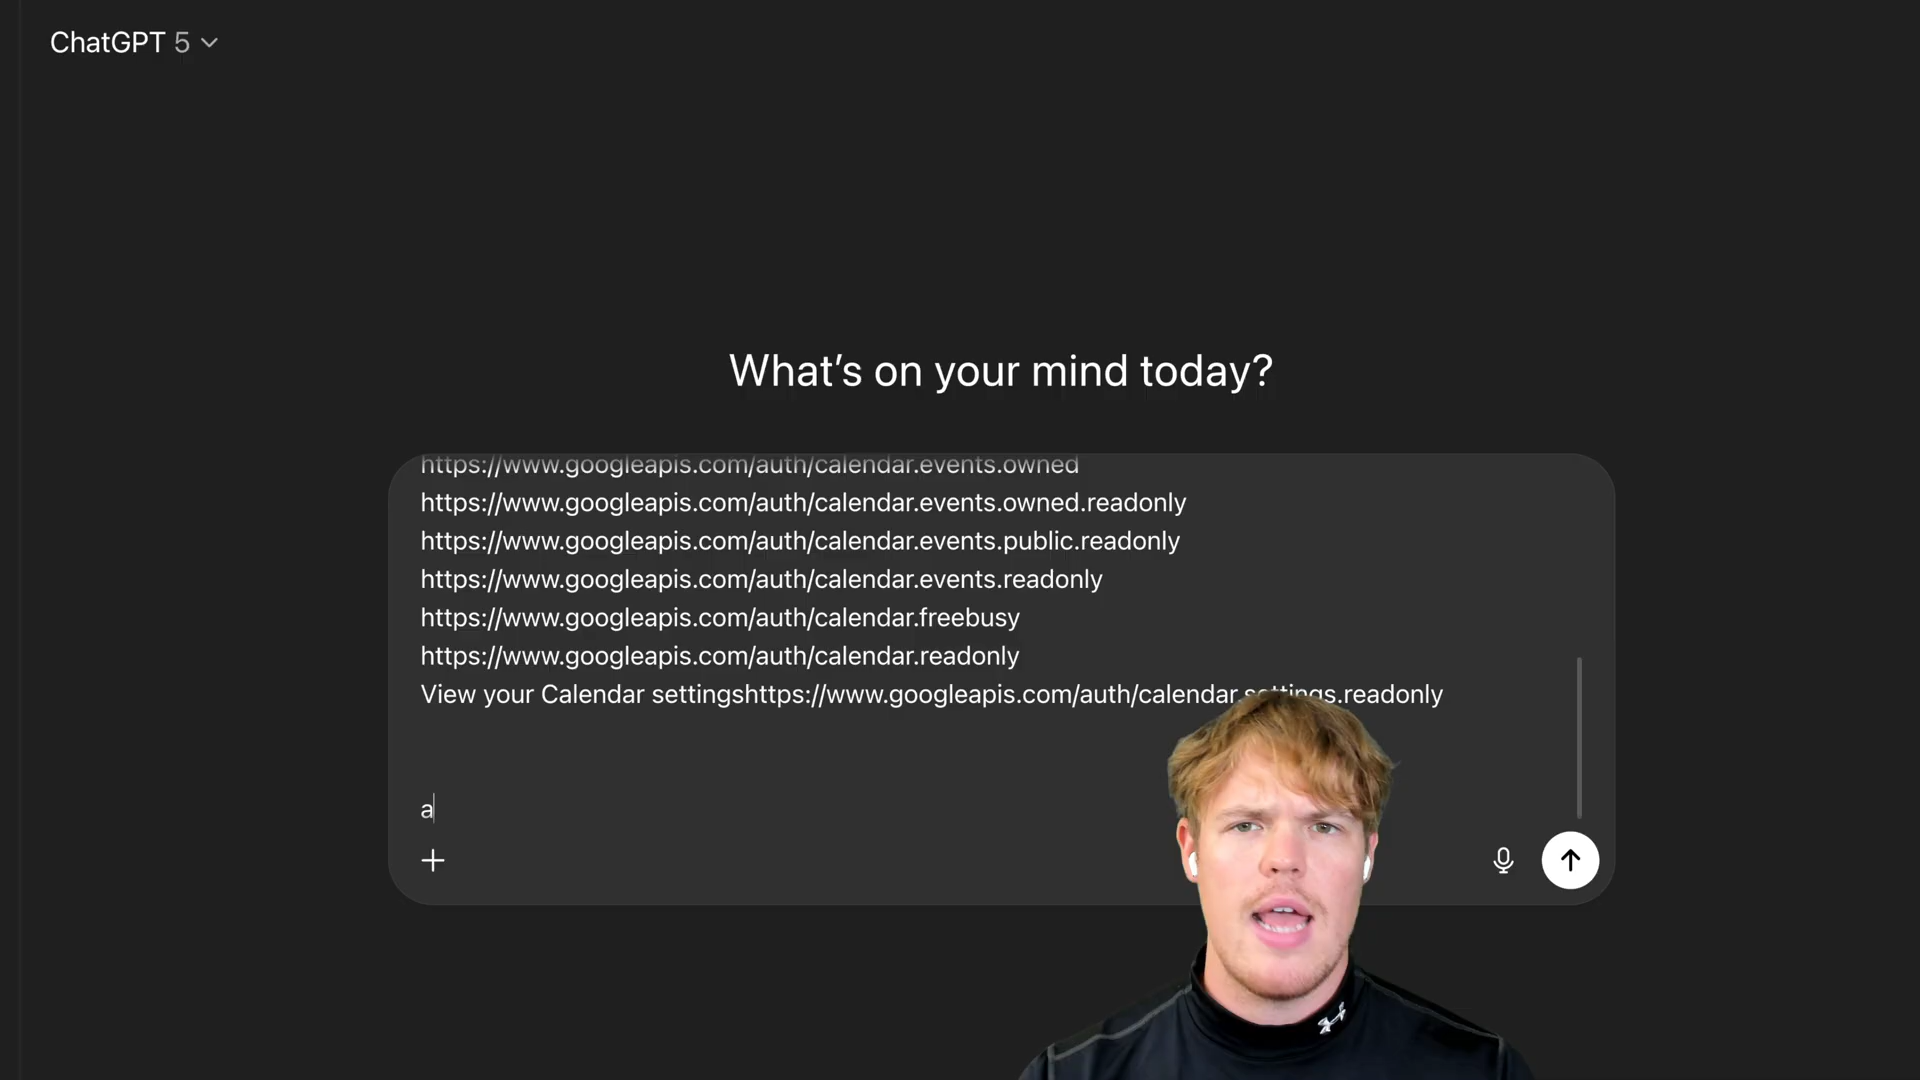 ChatGPT 5
What’s on your mind today?
https://www.googleapis.com/auth/calendar.events.owned
https://www.googleapis.com/auth/calendar.events.owned.readonly
https://www.googleapis.com/auth/calendar.events.public.readonly
https://www.googleapis.com/auth/calendar.events.readonly
https://www.googleapis.com/auth/calendar.freebusy
https://www.googleapis.com/auth/calendar.readonly
View your Calendar settingshttps://www.googleapis.com/auth/calendar.settings.readonly
a